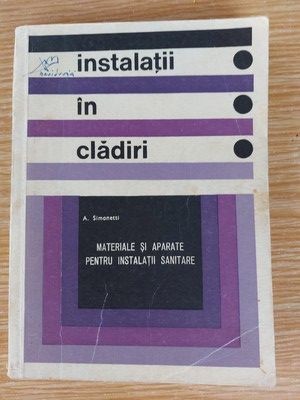 instalații
în
clădiri
A. Simonetti
MATERIALE ȘI APARATE
PENTRU INSTALAȚII SANITARE